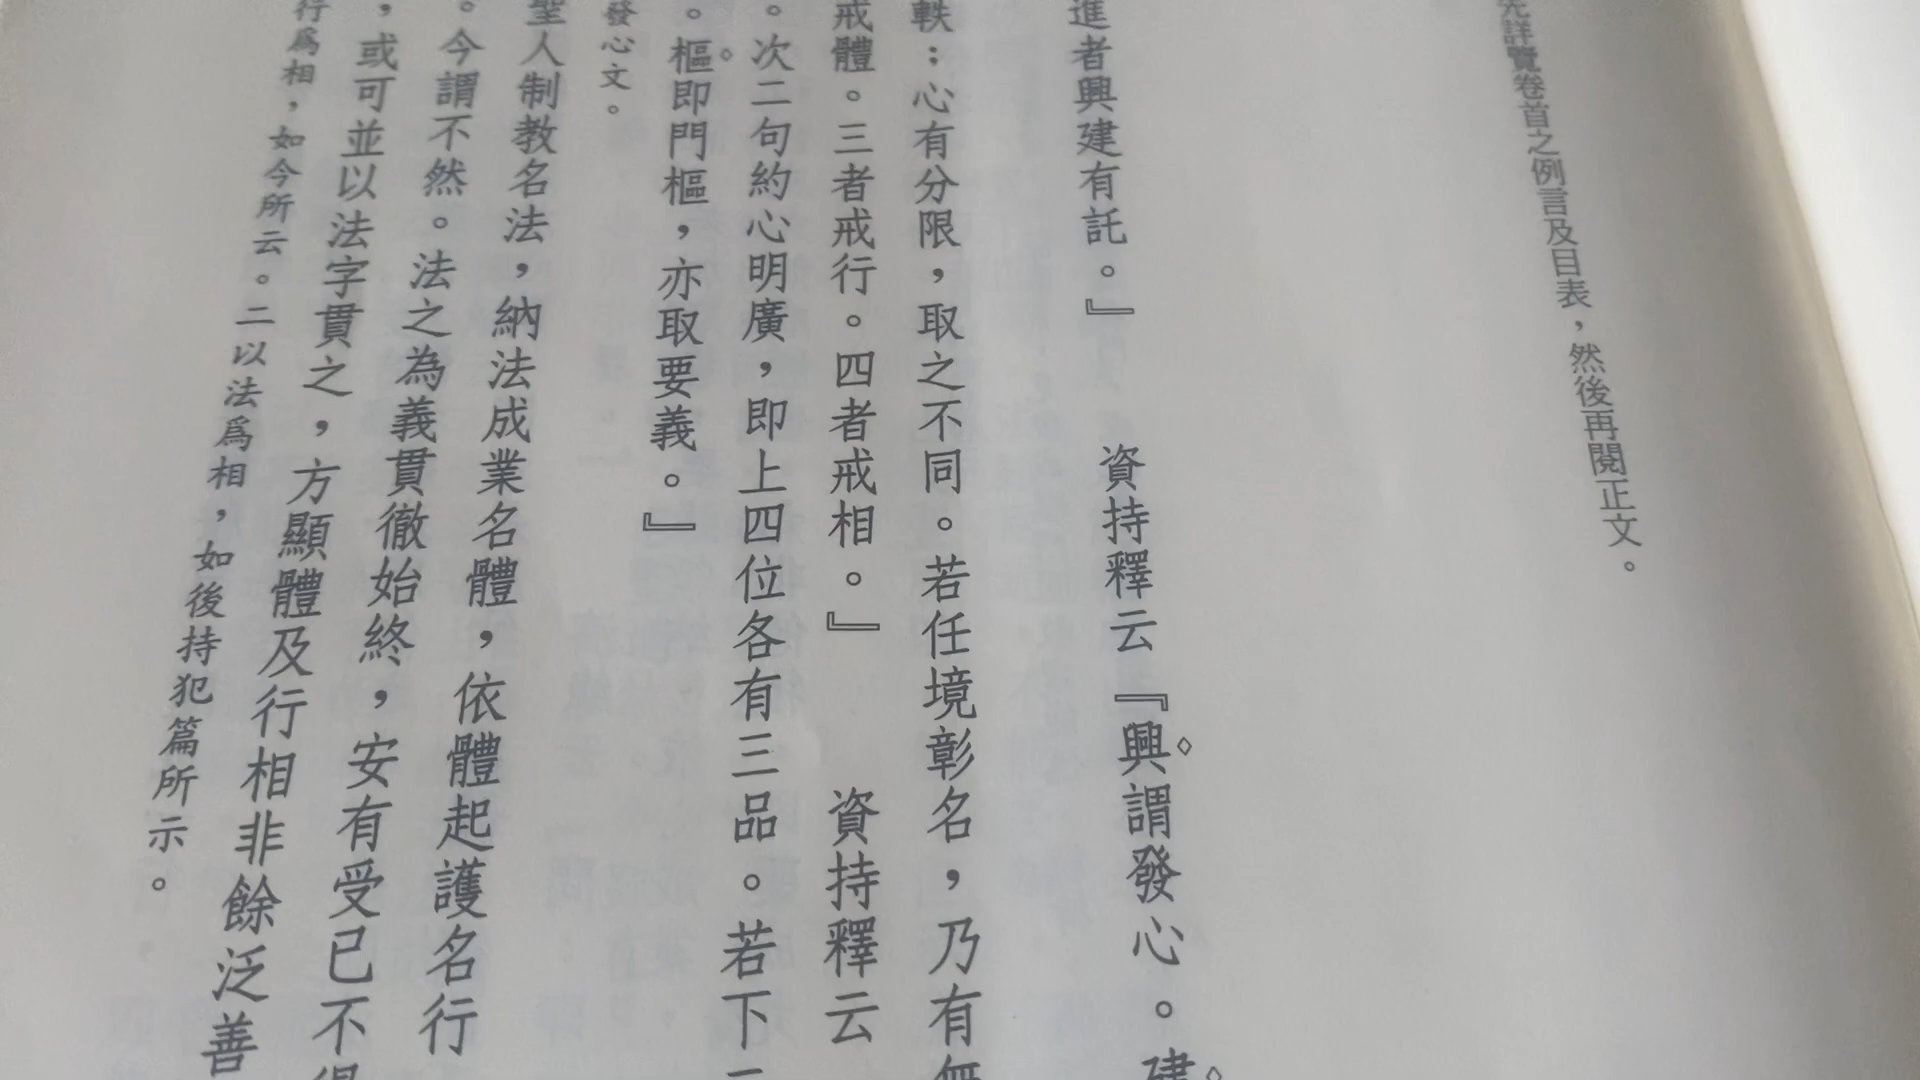 先詳覽卷首之例言及目表，然後再閱正文。
進者興建有託。』　資持釋云『興謂發心。建
軼；心有分限，取之不同。若任境彰名，乃有無
戒體。三者戒行。四者戒相。』　資持釋云
。次二句約心明廣，即上四位各有三品。若下
。樞即門樞，亦取要義。』
發心文。
聖人制教名法，納法成業名體，依體起護名行
。今謂不然。法之為義貫徹始終，安有受已不得
，或可並以法字貫之，方顯體及行相非餘泛善
行爲相，如今所云。二以法爲相，如後持犯篇所示。